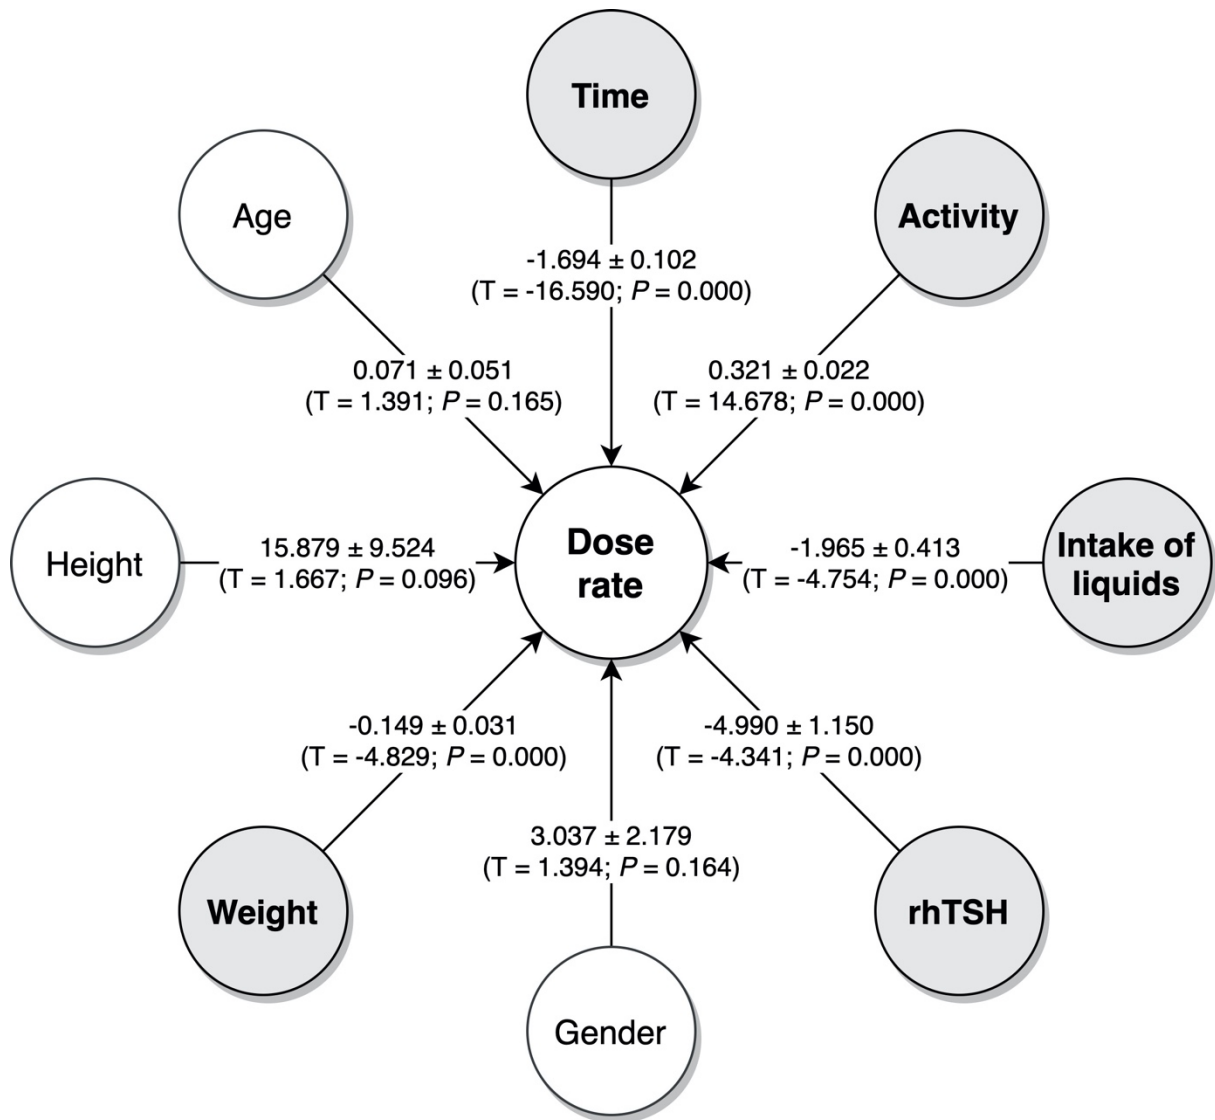 Time
Age
Activity
-1.694 ± 0.102
(T = -16.590; P = 0.000)
0.071 ± 0.051
(T = 1.391; P = 0.165)
0.321 ± 0.022
(T = 14.678; P = 0.000)
Height
15.879 ± 9.524
(T = 1.667; P = 0.096)
Dose
rate
-1.965 ± 0.413
(T = -4.754; P = 0.000)
Intake of
liquids
-0.149 ± 0.031
(T = -4.829; P = 0.000)
-4.990 ± 1.150
(T = -4.341; P = 0.000)
3.037 ± 2.179
(T = 1.394; P = 0.164)
Weight
rhTSH
Gender